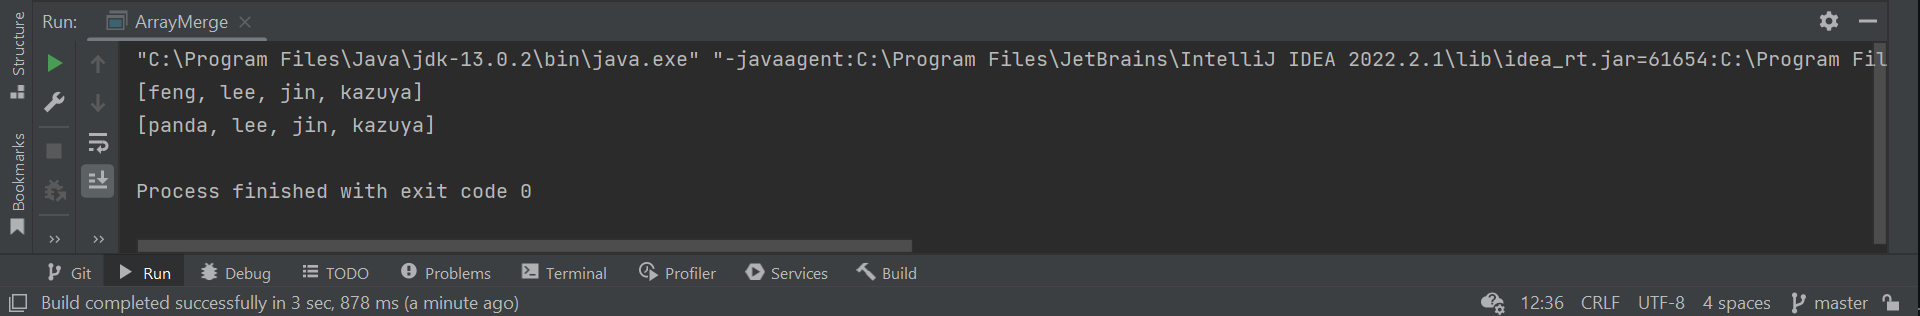 Run: ArrayMerge
Structure
Bookmarks
"C:\Program Files\Java\jdk-13.0.2\bin\java.exe" "-javaagent:C:\Program Files\JetBrains\IntelliJ IDEA 2022.2.1\lib\idea_rt.jar=61654:C:\Program Fil
[feng, lee, jin, kazuya]
[panda, lee, jin, kazuya]
Process finished with exit code 0
Git Run Debug TODO Problems Terminal Profiler Services Build
Build completed successfully in 3 sec, 878 ms (a minute ago) 12:36 CRLF UTF-8 4 spaces master